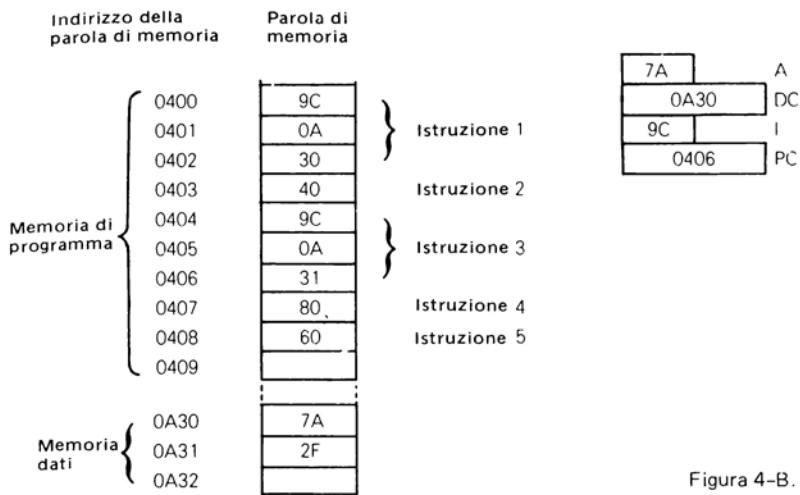 Indirizzo della
parola di memoria
Parola di
memoria
7A A
0A30 DC
9C I
0406 PC
0400 9C
0401 0A Istruzione 1
0402 30
0403 40 Istruzione 2
0404 9C
Memoria di
programma
0405 0A Istruzione 3
0406 31
0407 80 Istruzione 4
0408 60 Istruzione 5
0409
0A30 7A
Memoria
dati
0A31 2F
0A32
Figura 4-B.